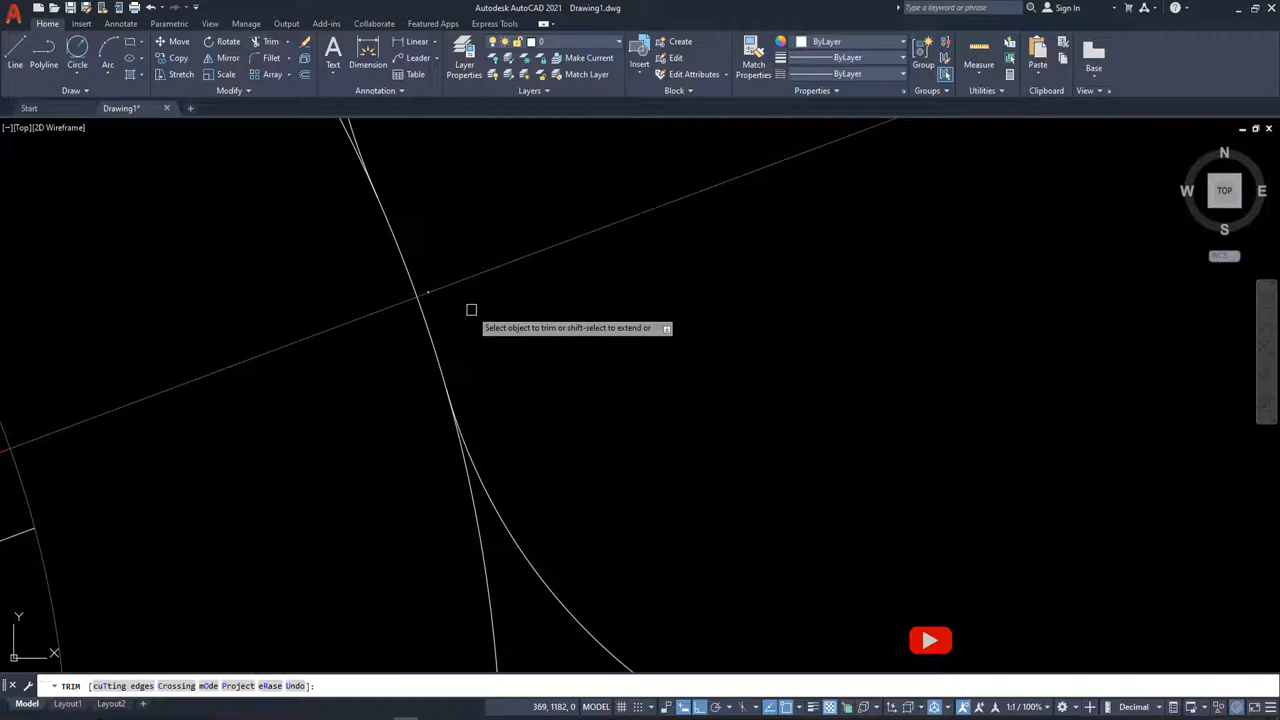 Autodesk AutoCAD 2021 Drawing1.dwg
Type a keyword or phrase
Sign In
Home Insert Annotate Parametric View Manage Output Add-ins Collaborate Featured Apps Express Tools
Move Rotate Trim Linear 0 Create ByLayer
Copy Mirror Fillet Leader Make Current Edit ByLayer
Stretch Scale Array Table Match Layer Edit Attributes ByLayer
Line Polyline Circle Arc Text Dimension Layer Properties Insert Match Properties Group Measure Paste Base
Draw Modify Annotation Layers Block Properties Groups Utilities Clipboard View
Start Drawing1*
[−][Top][2D Wireframe]
N
W TOP E
S
WCS
Select object to trim or shift-select to extend or
Y
X
TRIM [cuTting edges Crossing mOde Project eRase Undo]:
Model Layout1 Layout2 369, 1182, 0 MODEL 1:1 / 100% Decimal